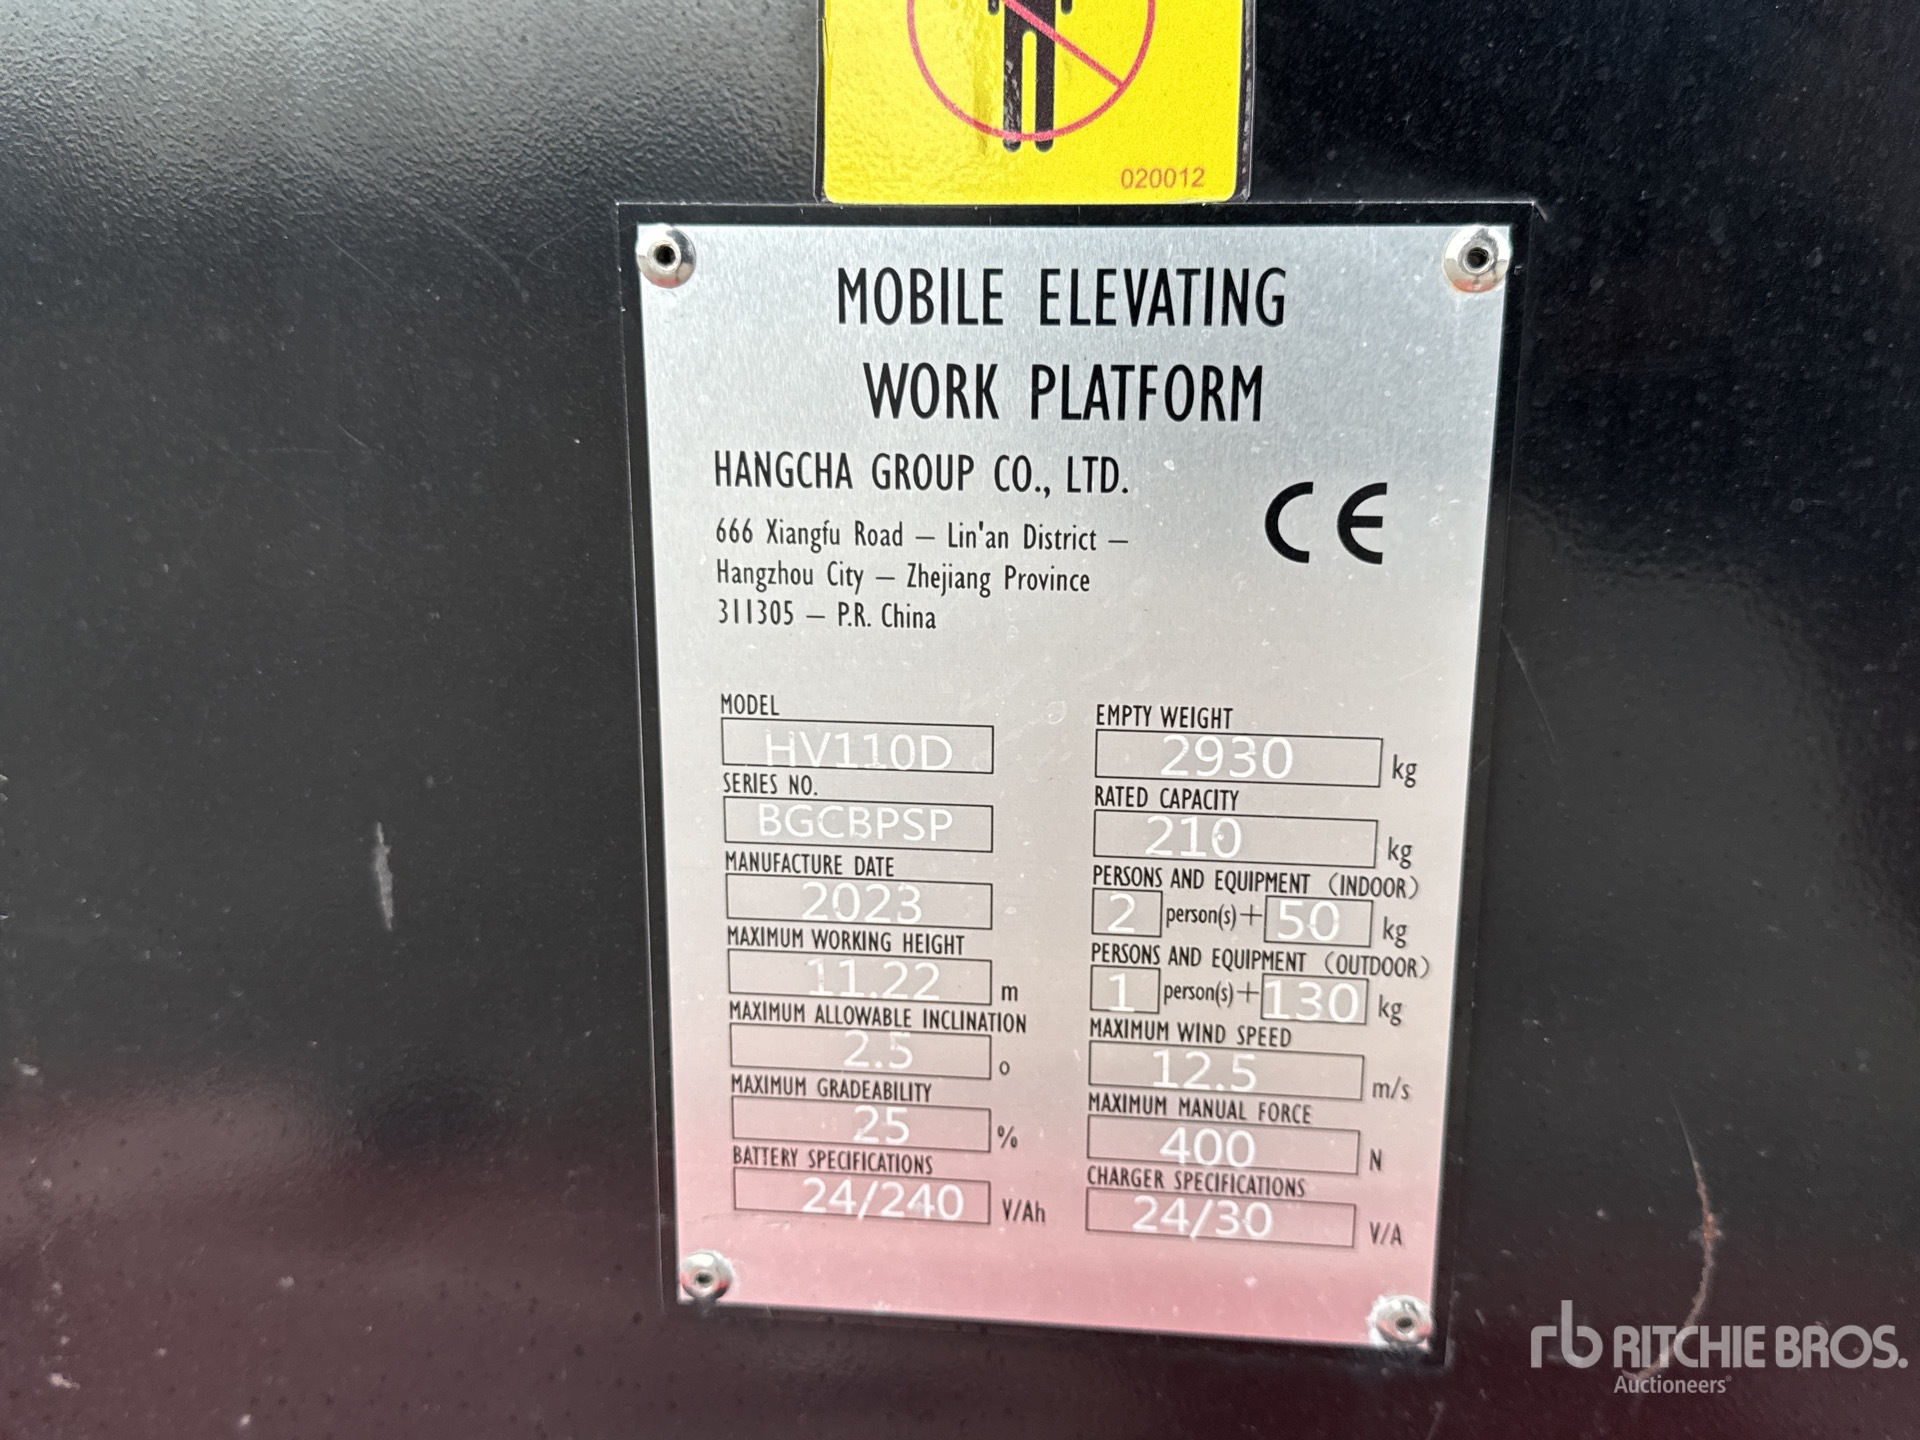 020012
MOBILE ELEVATING
WORK PLATFORM
HANGCHA GROUP CO., LTD.
CE
666 Xiangfu Road — Lin'an District —
Hangzhou City — Zhejiang Province
311305 — P.R. China
MODEL
HV110D
SERIES NO.
BGCBPSP
MANUFACTURE DATE
2023
MAXIMUM WORKING HEIGHT
11.22 m
MAXIMUM ALLOWABLE INCLINATION
2.5 °
MAXIMUM GRADEABILITY
25 %
BATTERY SPECIFICATIONS
24/240 V/Ah
EMPTY WEIGHT
2930 kg
RATED CAPACITY
210 kg
PERSONS AND EQUIPMENT (INDOOR)
2 person(s)+ 50 kg
PERSONS AND EQUIPMENT (OUTDOOR)
1 person(s)+ 130 kg
MAXIMUM WIND SPEED
12.5 m/s
MAXIMUM MANUAL FORCE
400 N
CHARGER SPECIFICATIONS
24/30 V/A
rb RITCHIE BROS.
Auctioneers®